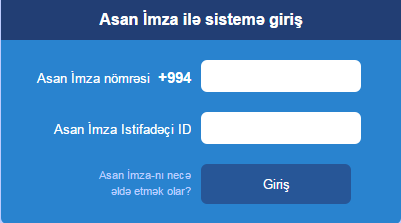 Asan İmza ilə sistemə giriş
Asan İmza nömrəsi +994
Asan İmza Istifadəçi ID
Asan İmza-nı necə
əldə etmək olar?
Giriş